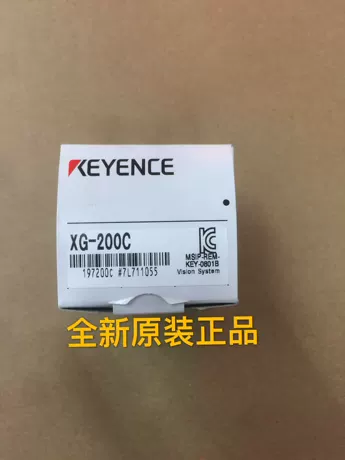 KEYENCE
XG-200C
197200C #7L711055
MSIP-REM-
KEY-0801B
Vision System
全新原装正品